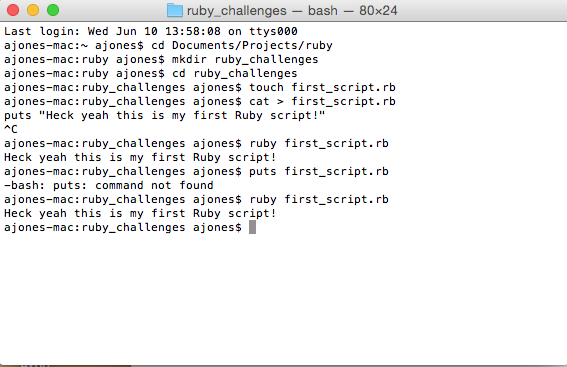 ruby_challenges — bash — 80×24
Last login: Wed Jun 10 13:58:08 on ttys000
ajones-mac:~ ajones$ cd Documents/Projects/ruby
ajones-mac:ruby ajones$ mkdir ruby_challenges
ajones-mac:ruby ajones$ cd ruby_challenges
ajones-mac:ruby_challenges ajones$ touch first_script.rb
ajones-mac:ruby_challenges ajones$ cat > first_script.rb
puts "Heck yeah this is my first Ruby script!"
^C
ajones-mac:ruby_challenges ajones$ ruby first_script.rb
Heck yeah this is my first Ruby script!
ajones-mac:ruby_challenges ajones$ puts first_script.rb
-bash: puts: command not found
ajones-mac:ruby_challenges ajones$ ruby first_script.rb
Heck yeah this is my first Ruby script!
ajones-mac:ruby_challenges ajones$